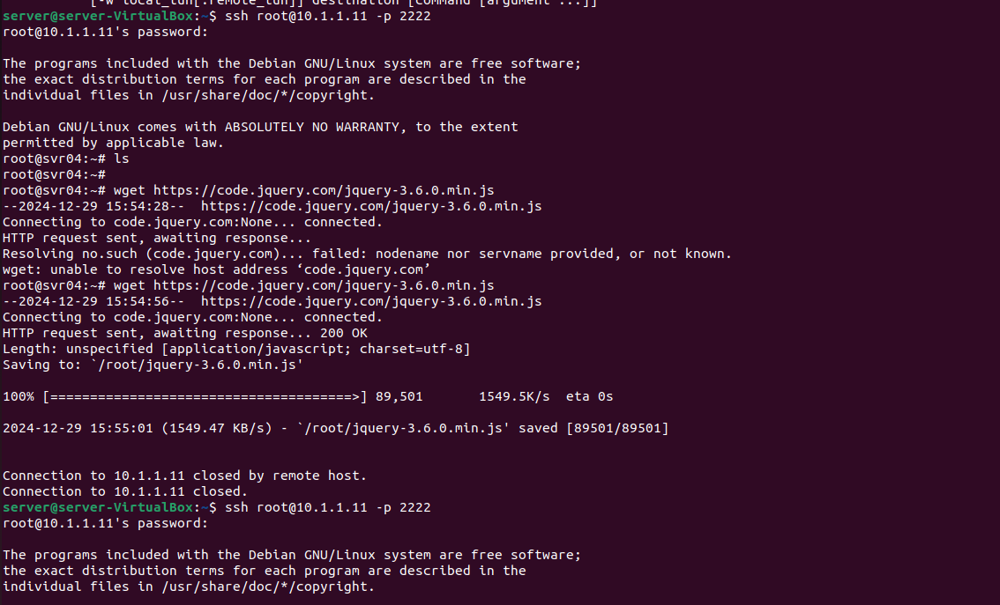 [-w local_tun[:remote_tun]] destination [command [argument ...]]
server@server-VirtualBox:~$ ssh root@10.1.1.11 -p 2222
root@10.1.1.11's password:
The programs included with the Debian GNU/Linux system are free software;
the exact distribution terms for each program are described in the
individual files in /usr/share/doc/*/copyright.
Debian GNU/Linux comes with ABSOLUTELY NO WARRANTY, to the extent
permitted by applicable law.
root@svr04:~# ls
root@svr04:~#
root@svr04:~# wget https://code.jquery.com/jquery-3.6.0.min.js
--2024-12-29 15:54:28--  https://code.jquery.com/jquery-3.6.0.min.js
Connecting to code.jquery.com:None... connected.
HTTP request sent, awaiting response...
Resolving no.such (code.jquery.com)... failed: nodename nor servname provided, or not known.
wget: unable to resolve host address ‘code.jquery.com’
root@svr04:~# wget https://code.jquery.com/jquery-3.6.0.min.js
--2024-12-29 15:54:56--  https://code.jquery.com/jquery-3.6.0.min.js
Connecting to code.jquery.com:None... connected.
HTTP request sent, awaiting response... 200 OK
Length: unspecified [application/javascript; charset=utf-8]
Saving to: `/root/jquery-3.6.0.min.js'
100% [======================================>] 89,501       1549.5K/s  eta 0s
2024-12-29 15:55:01 (1549.47 KB/s) - `/root/jquery-3.6.0.min.js' saved [89501/89501]
Connection to 10.1.1.11 closed by remote host.
Connection to 10.1.1.11 closed.
server@server-VirtualBox:~$ ssh root@10.1.1.11 -p 2222
root@10.1.1.11's password:
The programs included with the Debian GNU/Linux system are free software;
the exact distribution terms for each program are described in the
individual files in /usr/share/doc/*/copyright.